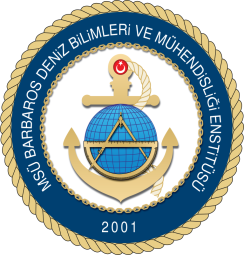 MSÜ BARBAROS DENİZ BİLİMLERİ VE MÜHENDİSLİĞİ ENSTİTÜSÜ
2001